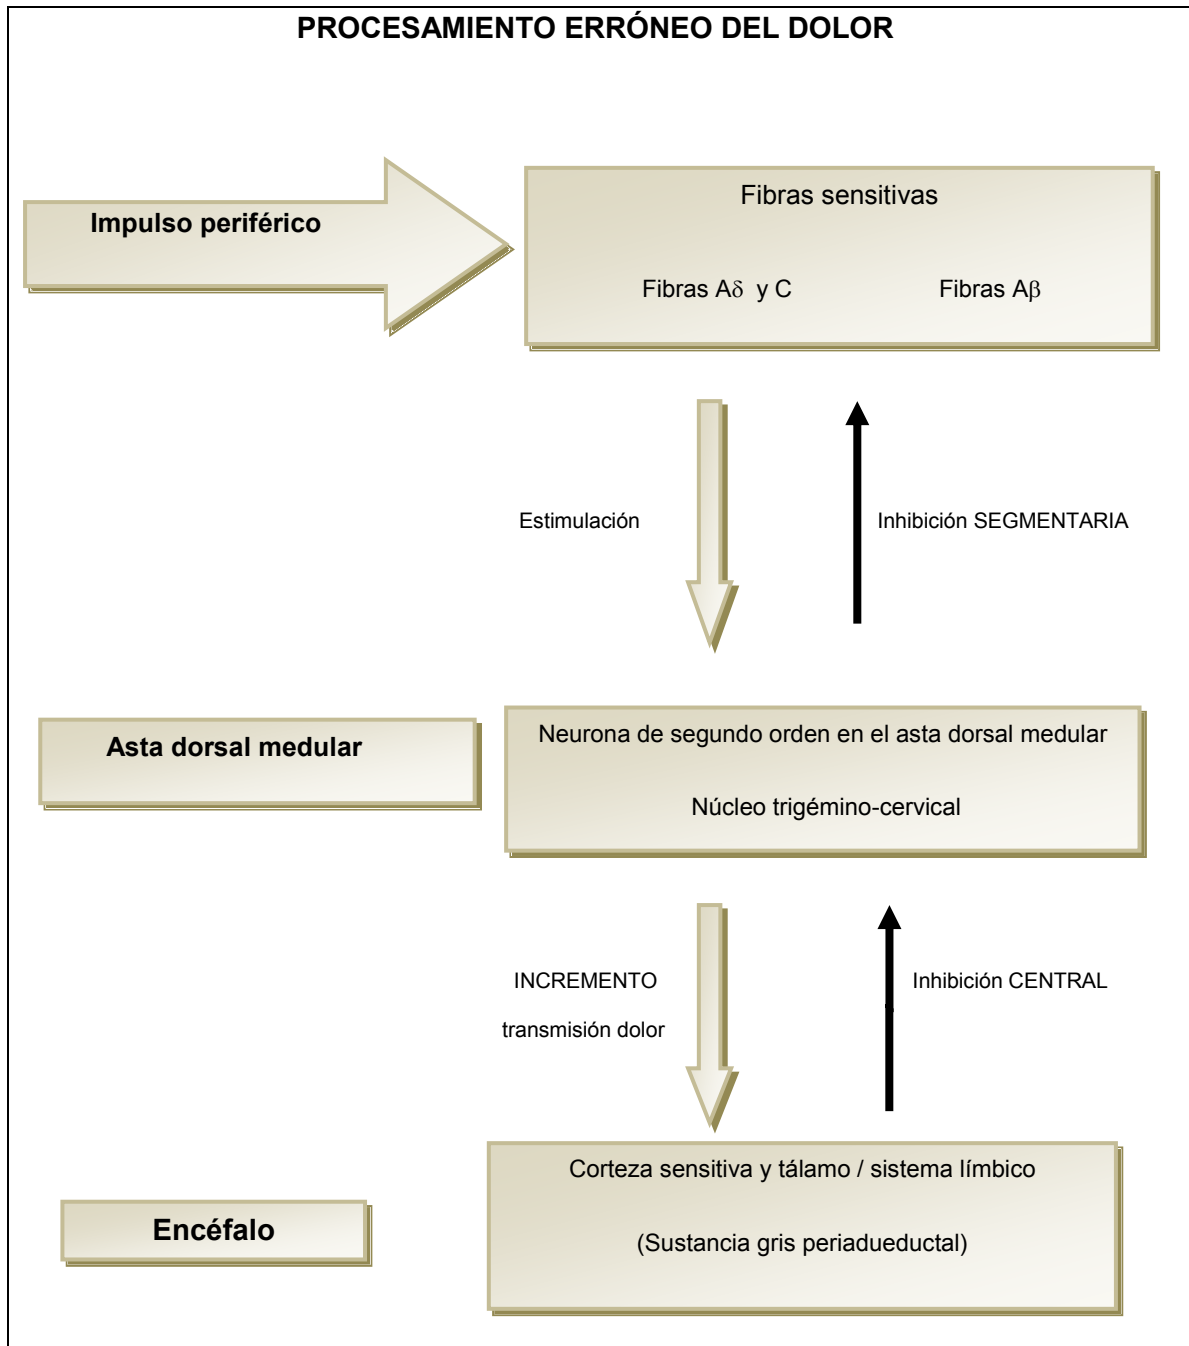 PROCESAMIENTO ERRÓNEO DEL DOLOR
Impulso periférico
Fibras sensitivas
Fibras Aδ y C
Fibras Aβ
Estimulación
Inhibición SEGMENTARIA
Asta dorsal medular
Neurona de segundo orden en el asta dorsal medular
Núcleo trigémino-cervical
INCREMENTO
transmisión dolor
Inhibición CENTRAL
Encéfalo
Corteza sensitiva y tálamo / sistema límbico
(Sustancia gris periadueductal)